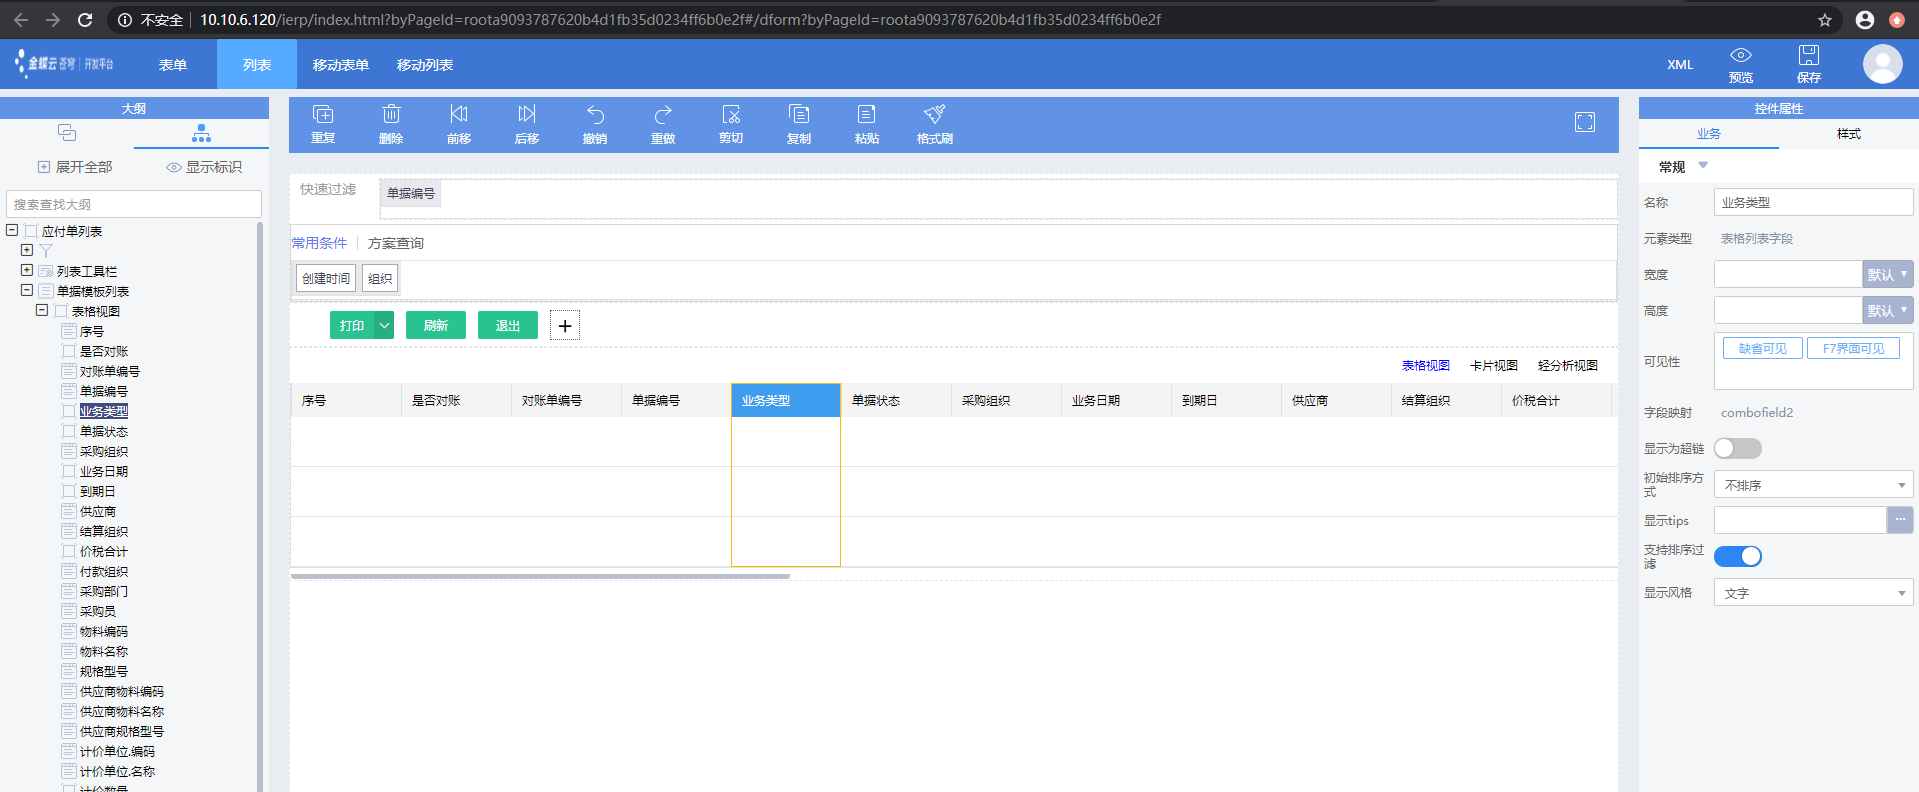 不安全 10.10.6.120/ierp/index.html?byPageId=roota9093787620b4d1fb35d0234ff6b0e2f#/dform?byPageId=roota9093787620b4d1fb35d0234ff6b0e2f
金蝶云 苍穹 开发平台 表单 列表 移动表单 移动列表 XML 预览 保存
大纲
展开全部 显示标识
搜索查找大纲
应付单列表
列表工具栏
单据模板列表
表格视图
序号
是否对账
对账单编号
单据编号
业务类型
单据状态
采购组织
业务日期
到期日
供应商
结算组织
价税合计
付款组织
采购部门
采购员
物料编码
物料名称
规格型号
供应商物料编码
供应商物料名称
供应商规格型号
计价单位.编码
计价单位.名称
计价数量
重复 删除 前移 后移 撤销 重做 剪切 复制 粘贴 格式刷
快速过滤 单据编号
常用条件 方案查询
创建时间 组织
打印 刷新 退出
表格视图 卡片视图 轻分析视图
序号 是否对账 对账单编号 单据编号 业务类型 单据状态 采购组织 业务日期 到期日 供应商 结算组织 价税合计
控件属性
业务 样式
常规
名称 业务类型
元素类型 表格列表字段
宽度 默认
高度 默认
可见性 缺省可见 F7界面可见
字段映射 combofield2
显示为超链
初始排序方式 不排序
显示tips ...
支持排序过滤
显示风格 文字